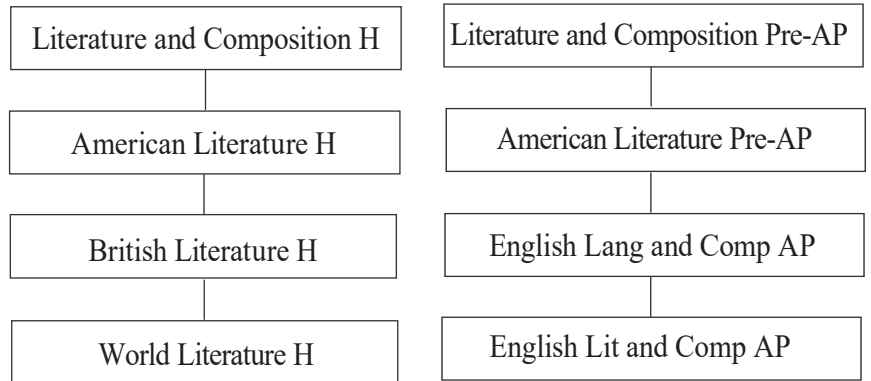 Literature and Composition H
American Literature H
British Literature H
World Literature H
Literature and Composition Pre-AP
American Literature Pre-AP
English Lang and Comp AP
English Lit and Comp AP